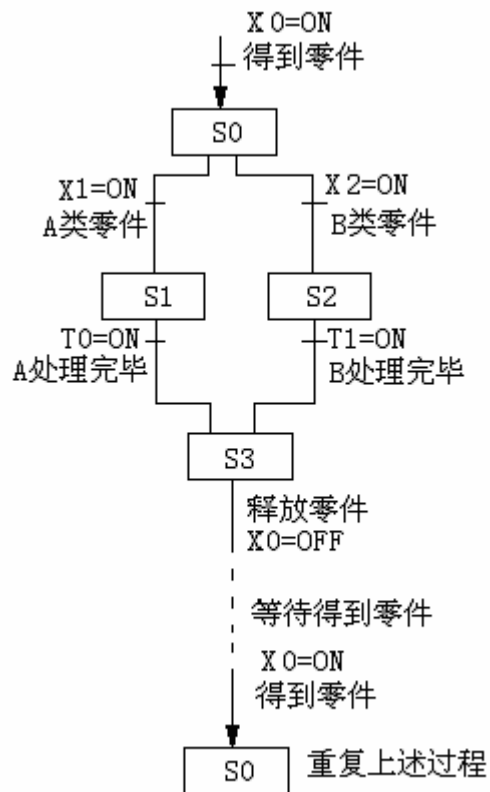 X0=ON
得到零件
S0
X1=ON
A类零件
X2=ON
B类零件
S1
S2
T0=ON
A处理完毕
T1=ON
B处理完毕
S3
释放零件
X0=OFF
等待得到零件
X0=ON
得到零件
S0
重复上述过程